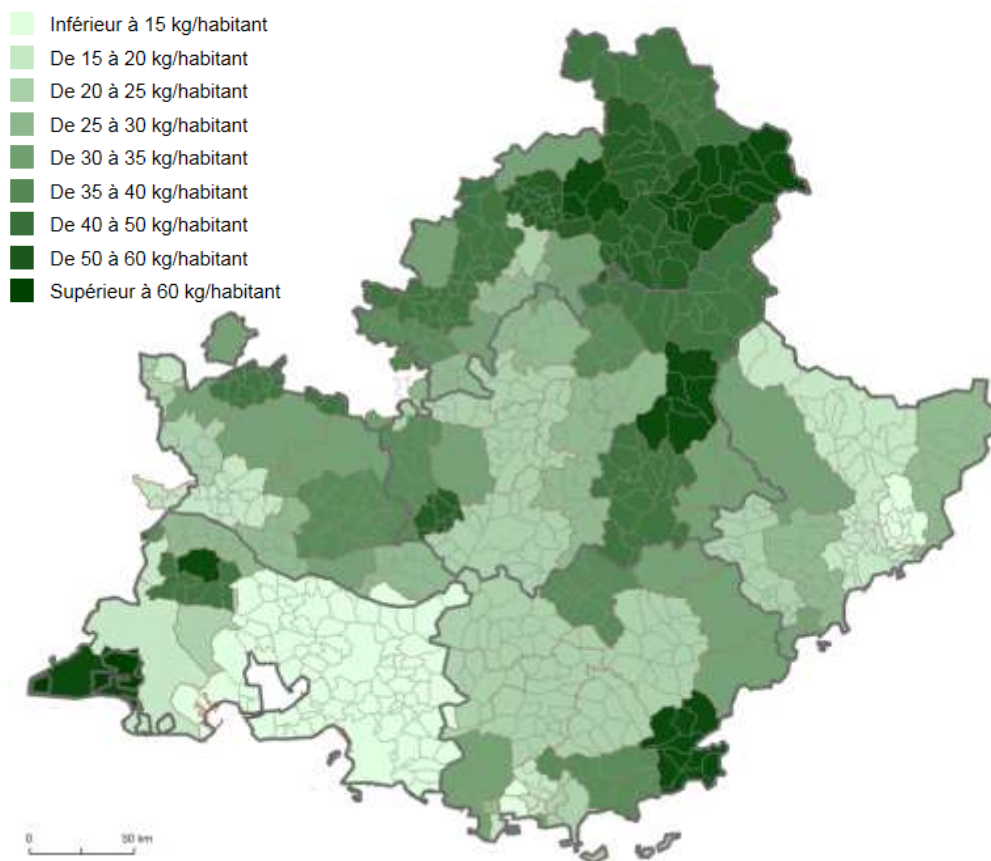 Inférieur à 15 kg/habitant
De 15 à 20 kg/habitant
De 20 à 25 kg/habitant
De 25 à 30 kg/habitant
De 30 à 35 kg/habitant
De 35 à 40 kg/habitant
De 40 à 50 kg/habitant
De 50 à 60 kg/habitant
Supérieur à 60 kg/habitant
0